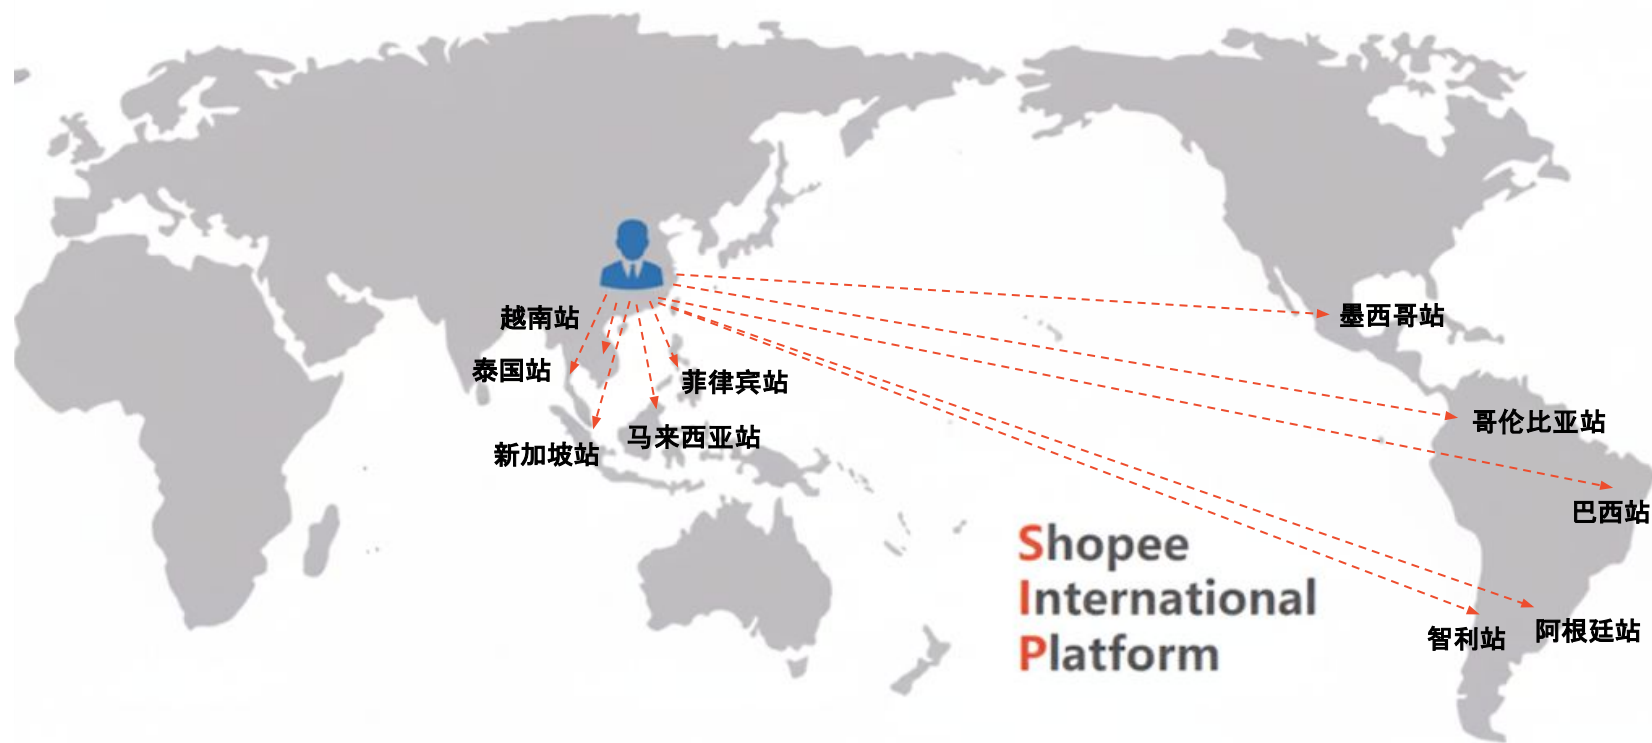 越南站
泰国站
菲律宾站
新加坡站
马来西亚站
墨西哥站
哥伦比亚站
巴西站
智利站
阿根廷站
Shopee
International
Platform